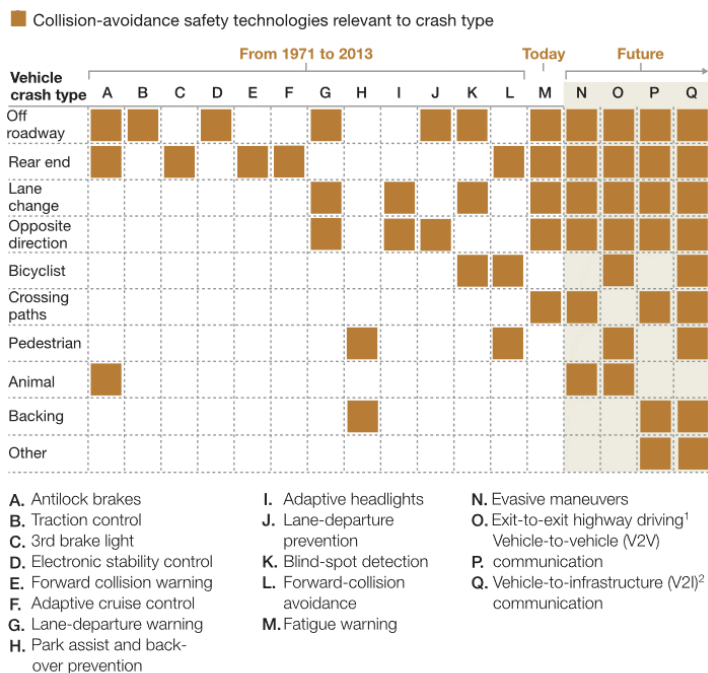 Collision-avoidance safety technologies relevant to crash type
From 1971 to 2013 Today Future
Vehicle
crash type A B C D E F G H I J K L M N O P Q
Off
roadway
Rear end
Lane
change
Opposite
direction
Bicyclist
Crossing
paths
Pedestrian
Animal
Backing
Other
A. Antilock brakes
B. Traction control
C. 3rd brake light
D. Electronic stability control
E. Forward collision warning
F. Adaptive cruise control
G. Lane-departure warning
H. Park assist and back-
over prevention
I. Adaptive headlights
J. Lane-departure
prevention
K. Blind-spot detection
L. Forward-collision
avoidance
M. Fatigue warning
N. Evasive maneuvers
O. Exit-to-exit highway driving¹
Vehicle-to-vehicle (V2V)
P. communication
Q. Vehicle-to-infrastructure (V2I)²
communication